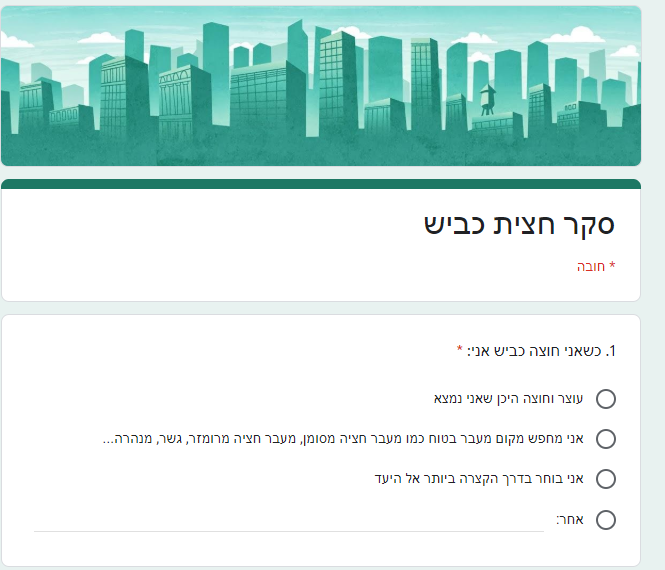 סקר חצית כביש
* חובה
1. כשאני חוצה כביש אני: *
עוצר וחוצה היכן שאני נמצא
אני מחפש מקום מעבר בטוח כמו מעבר חציה מסומן, מעבר חציה מרומזר, גשר, מנהרה...
אני בוחר בדרך הקצרה ביותר אל היעד
אחר: